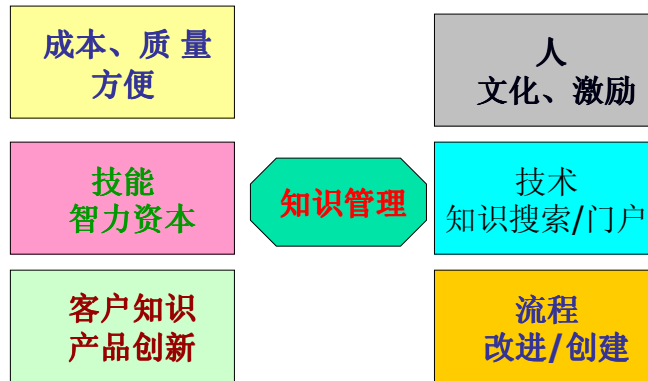 成本、质 量
方便
人
文化、激励
技能
智力资本
知识管理
技术
知识搜索/门户
客户知识
产品创新
流程
改进/创建